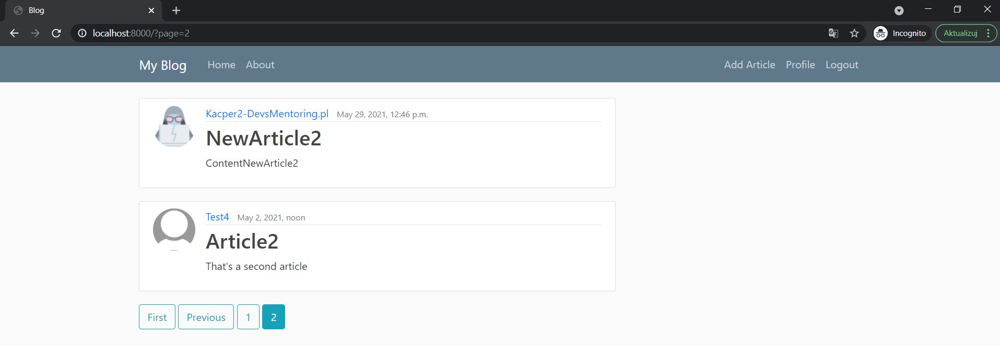 Blog
localhost:8000/?page=2
Incognito
Aktualizuj
My Blog Home About Add Article Profile Logout
Kacper2-DevsMentoring.pl May 29, 2021, 12:46 p.m.
NewArticle2
ContentNewArticle2
Test4 May 2, 2021, noon
Article2
That's a second article
First Previous 1 2